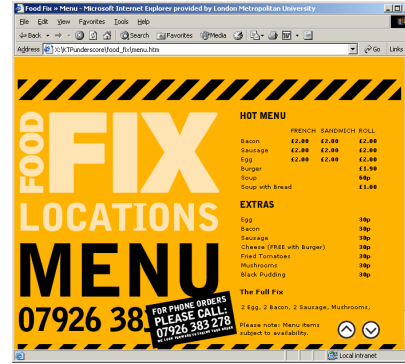 Food Fix » Menu - Microsoft Internet Explorer provided by London Metropolitan University
File Edit View Favorites Tools Help
Back Search Favorites Media
Address X:\KTPunderscore\food_fix\menu.htm Go Links
FOOD FIX
LOCATIONS
MENU
07926 38
FOR PHONE ORDERS
PLEASE CALL:
07926 383 278
HOT MENU
FRENCH SANDWICH ROLL
Bacon £2.00 £2.00 £2.00
Sausage £2.00 £2.00 £2.00
Egg £2.00 £2.00 £2.00
Burger £1.90
Soup 60p
Soup with Bread £1.00
EXTRAS
Egg 30p
Bacon 30p
Sausage 30p
Cheese (FREE with Burger) 30p
Fried Tomatoes 30p
Mushrooms 30p
Black Pudding 30p
The Full Fix
2 Egg, 2 Bacon, 2 Sausage, Mushrooms,
Please note: Menu items
subject to availability.
Local intranet